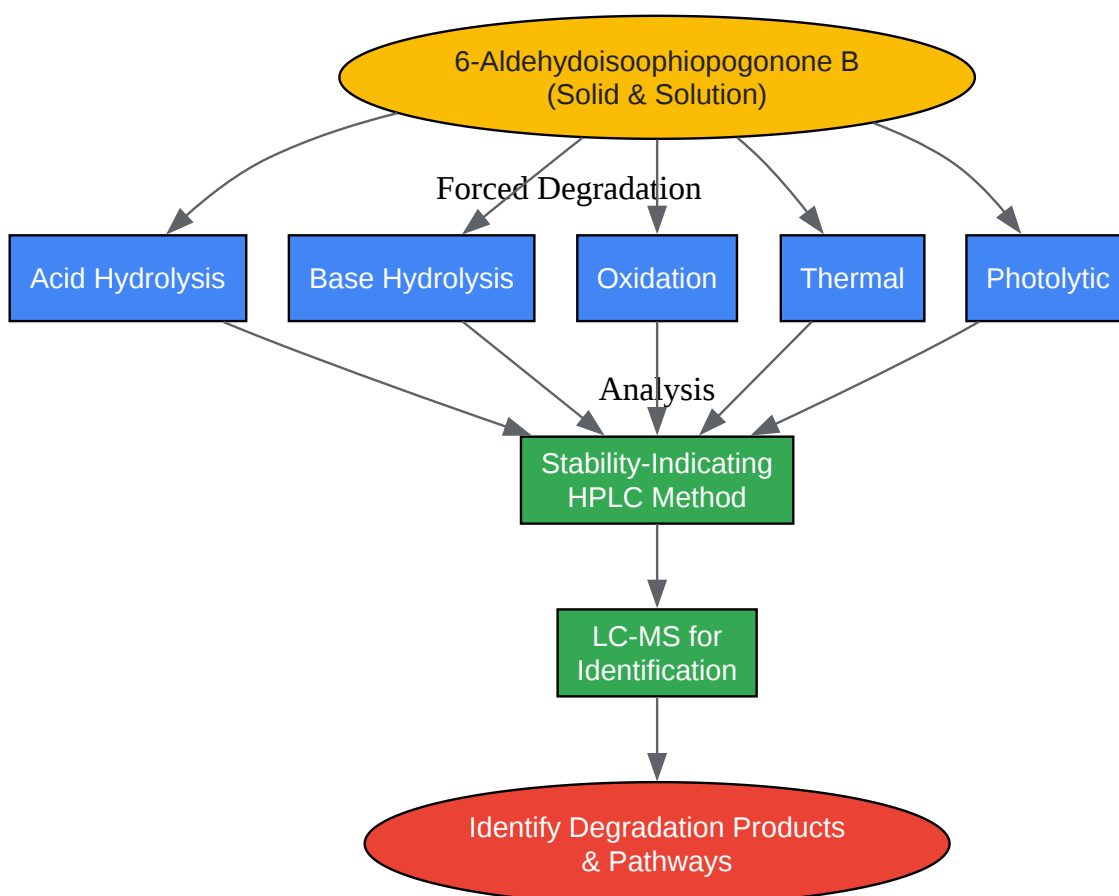 6-Aldehydoisoophiopogonone B
(Solid & Solution)
Forced Degradation
Acid Hydrolysis
Base Hydrolysis
Oxidation
Thermal
Photolytic
Analysis
Stability-Indicating
HPLC Method
LC-MS for
Identification
Identify Degradation Products
& Pathways